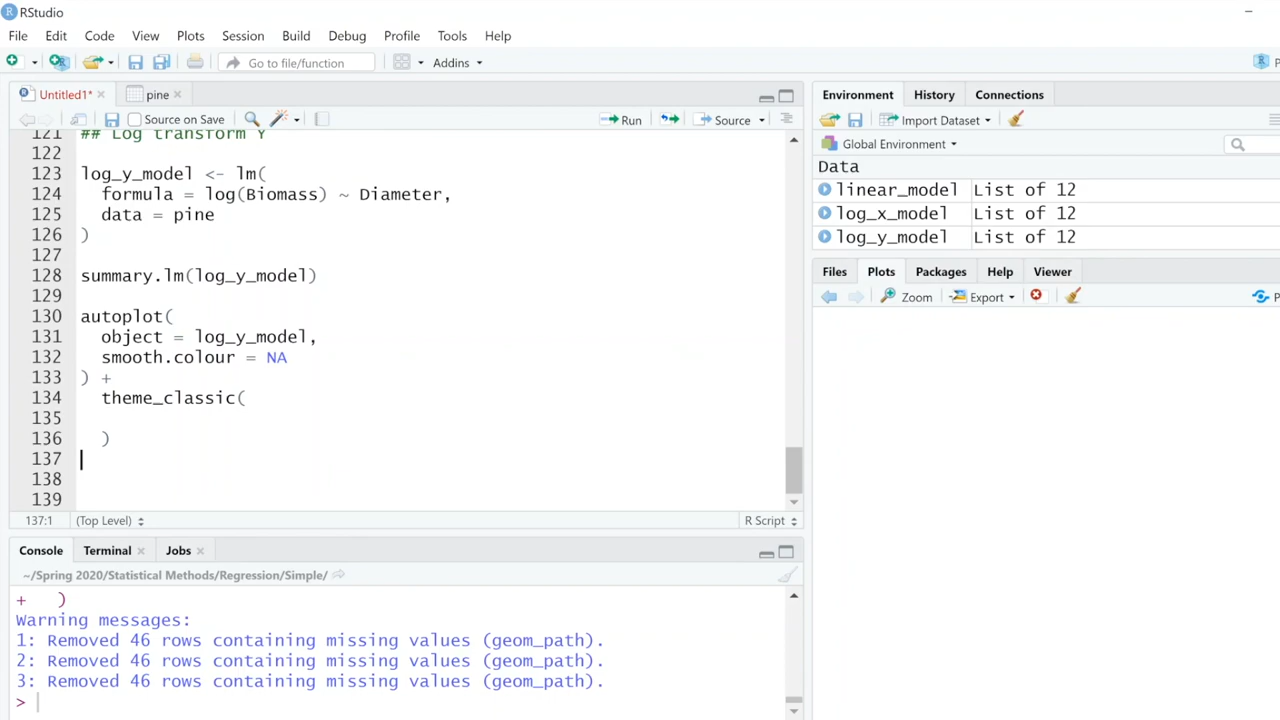 RStudio
File Edit Code View Plots Session Build Debug Profile Tools Help
Go to file/function Addins
Untitled1* pine
Source on Save Run Source
121 ## Log transform Y
122
123 log_y_model <- lm(
124 formula = log(Biomass) ~ Diameter,
125 data = pine
126 )
127
128 summary.lm(log_y_model)
129
130 autoplot(
131 object = log_y_model,
132 smooth.colour = NA
133 ) +
134 theme_classic(
135
136 )
137
138
139
137:1 (Top Level) R Script
Console Terminal Jobs
~/Spring 2020/Statistical Methods/Regression/Simple/
+ )
Warning messages:
1: Removed 46 rows containing missing values (geom_path).
2: Removed 46 rows containing missing values (geom_path).
3: Removed 46 rows containing missing values (geom_path).
>
Environment History Connections
Import Dataset
Global Environment
Data
linear_model List of 12
log_x_model List of 12
log_y_model List of 12
Files Plots Packages Help Viewer
Zoom Export P